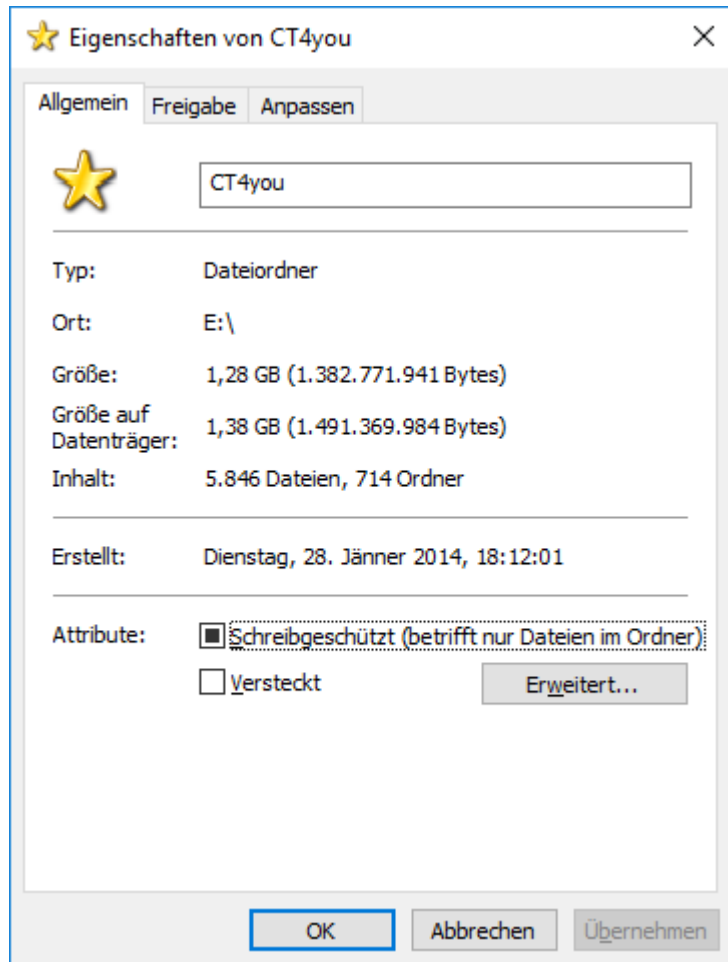 Eigenschaften von CT4you
Allgemein Freigabe Anpassen
CT4you
Typ: Dateiordner
Ort: E:\
Größe: 1,28 GB (1.382.771.941 Bytes)
Größe auf
Datenträger: 1,38 GB (1.491.369.984 Bytes)
Inhalt: 5.846 Dateien, 714 Ordner
Erstellt: Dienstag, 28. Jänner 2014, 18:12:01
Attribute: Schreibgeschützt (betrifft nur Dateien im Ordner)
Versteckt Erweitert...
OK Abbrechen Übernehmen